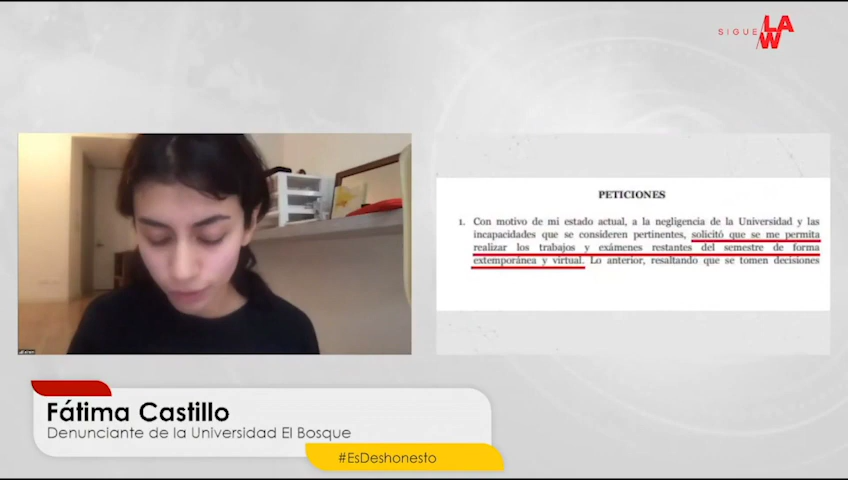 SIGUE LA W
PETICIONES
1. Con motivo de mi estado actual, a la negligencia de la Universidad y las
incapacidades que se consideren pertinentes, solicitó que se me permita
realizar los trabajos y exámenes restantes del semestre de forma
extemporánea y virtual. Lo anterior, resaltando que se tomen decisiones
Fátima Castillo
Denunciante de la Universidad El Bosque
#EsDeshonesto